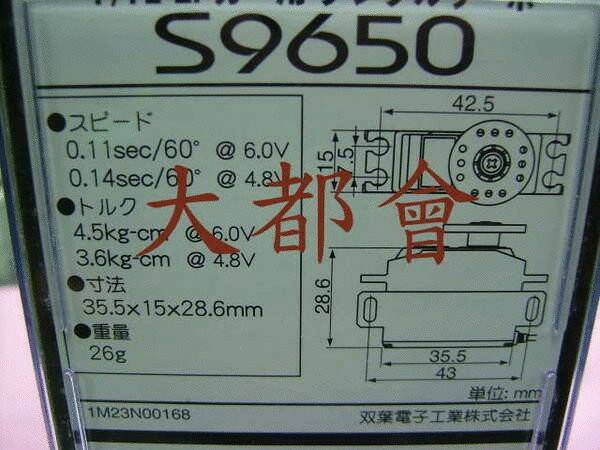 S9650
●スピード
0.11sec/60° @ 6.0V
0.14sec/60° @ 4.8V
●トルク
4.5kg-cm @ 6.0V
3.6kg-cm @ 4.8V
●寸法
35.5×15×28.6mm
●重量
26g
42.5
15
7.5
28.6
35.5
43
単位: mm
1M23N00168
双葉電子工業株式会社
大都會